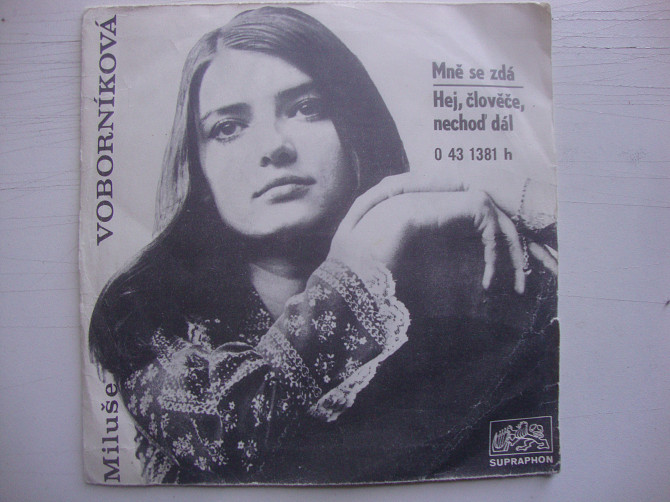 Miluše VOBORNÍKOVÁ
Mně se zdá
Hej, člověče,
nechoď dál
0 43 1381 h
SUPRAPHON